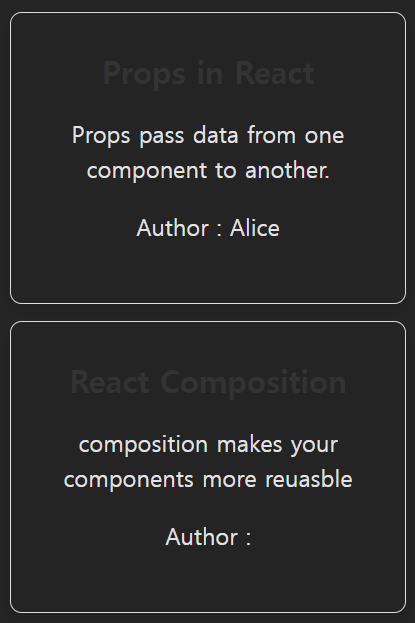 Props in React
Props pass data from one
component to another.
Author : Alice
React Composition
composition makes your
components more reuasble
Author :